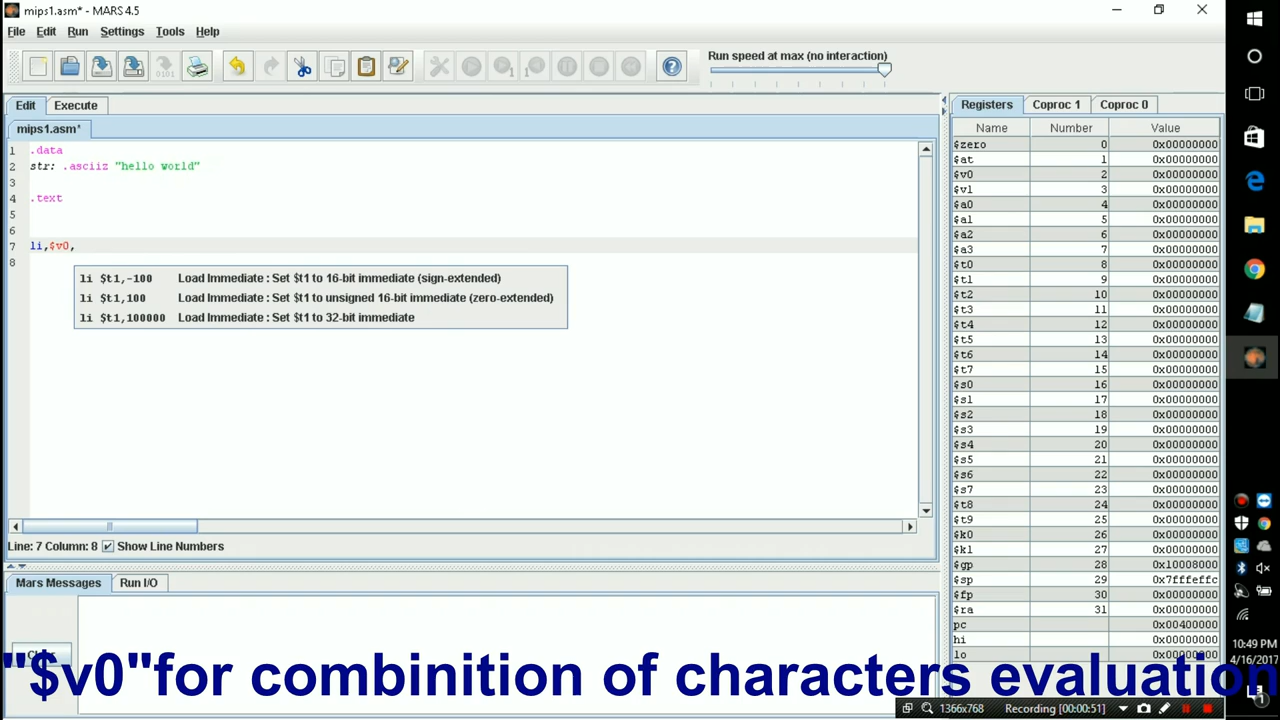 mips1.asm* - MARS 4.5
File Edit Run Settings Tools Help
Run speed at max (no interaction)
Edit Execute
mips1.asm*
1 .data
2 str: .asciiz "hello world"
3
4 .text
5
6
7 li,$v0,
8
li $t1,-100 Load Immediate : Set $t1 to 16-bit immediate (sign-extended)
li $t1,100 Load Immediate : Set $t1 to unsigned 16-bit immediate (zero-extended)
li $t1,100000 Load Immediate : Set $t1 to 32-bit immediate
Line: 7 Column: 8 Show Line Numbers
Mars Messages Run I/O
Registers Coproc 1 Coproc 0
Name Number Value
$zero 0 0x00000000
$at 1 0x00000000
$v0 2 0x00000000
$v1 3 0x00000000
$a0 4 0x00000000
$a1 5 0x00000000
$a2 6 0x00000000
$a3 7 0x00000000
$t0 8 0x00000000
$t1 9 0x00000000
$t2 10 0x00000000
$t3 11 0x00000000
$t4 12 0x00000000
$t5 13 0x00000000
$t6 14 0x00000000
$t7 15 0x00000000
$s0 16 0x00000000
$s1 17 0x00000000
$s2 18 0x00000000
$s3 19 0x00000000
$s4 20 0x00000000
$s5 21 0x00000000
$s6 22 0x00000000
$s7 23 0x00000000
$t8 24 0x00000000
$t9 25 0x00000000
$k0 26 0x00000000
$k1 27 0x00000000
$gp 28 0x10008000
$sp 29 0x7fffeffc
$fp 30 0x00000000
$ra 31 0x00000000
pc 0x00400000
hi 0x00000000
lo 0x00000000
"$v0"for combinition of characters evaluation
1366x768 Recording [00:00:51]
10:49 PM
4/16/2017